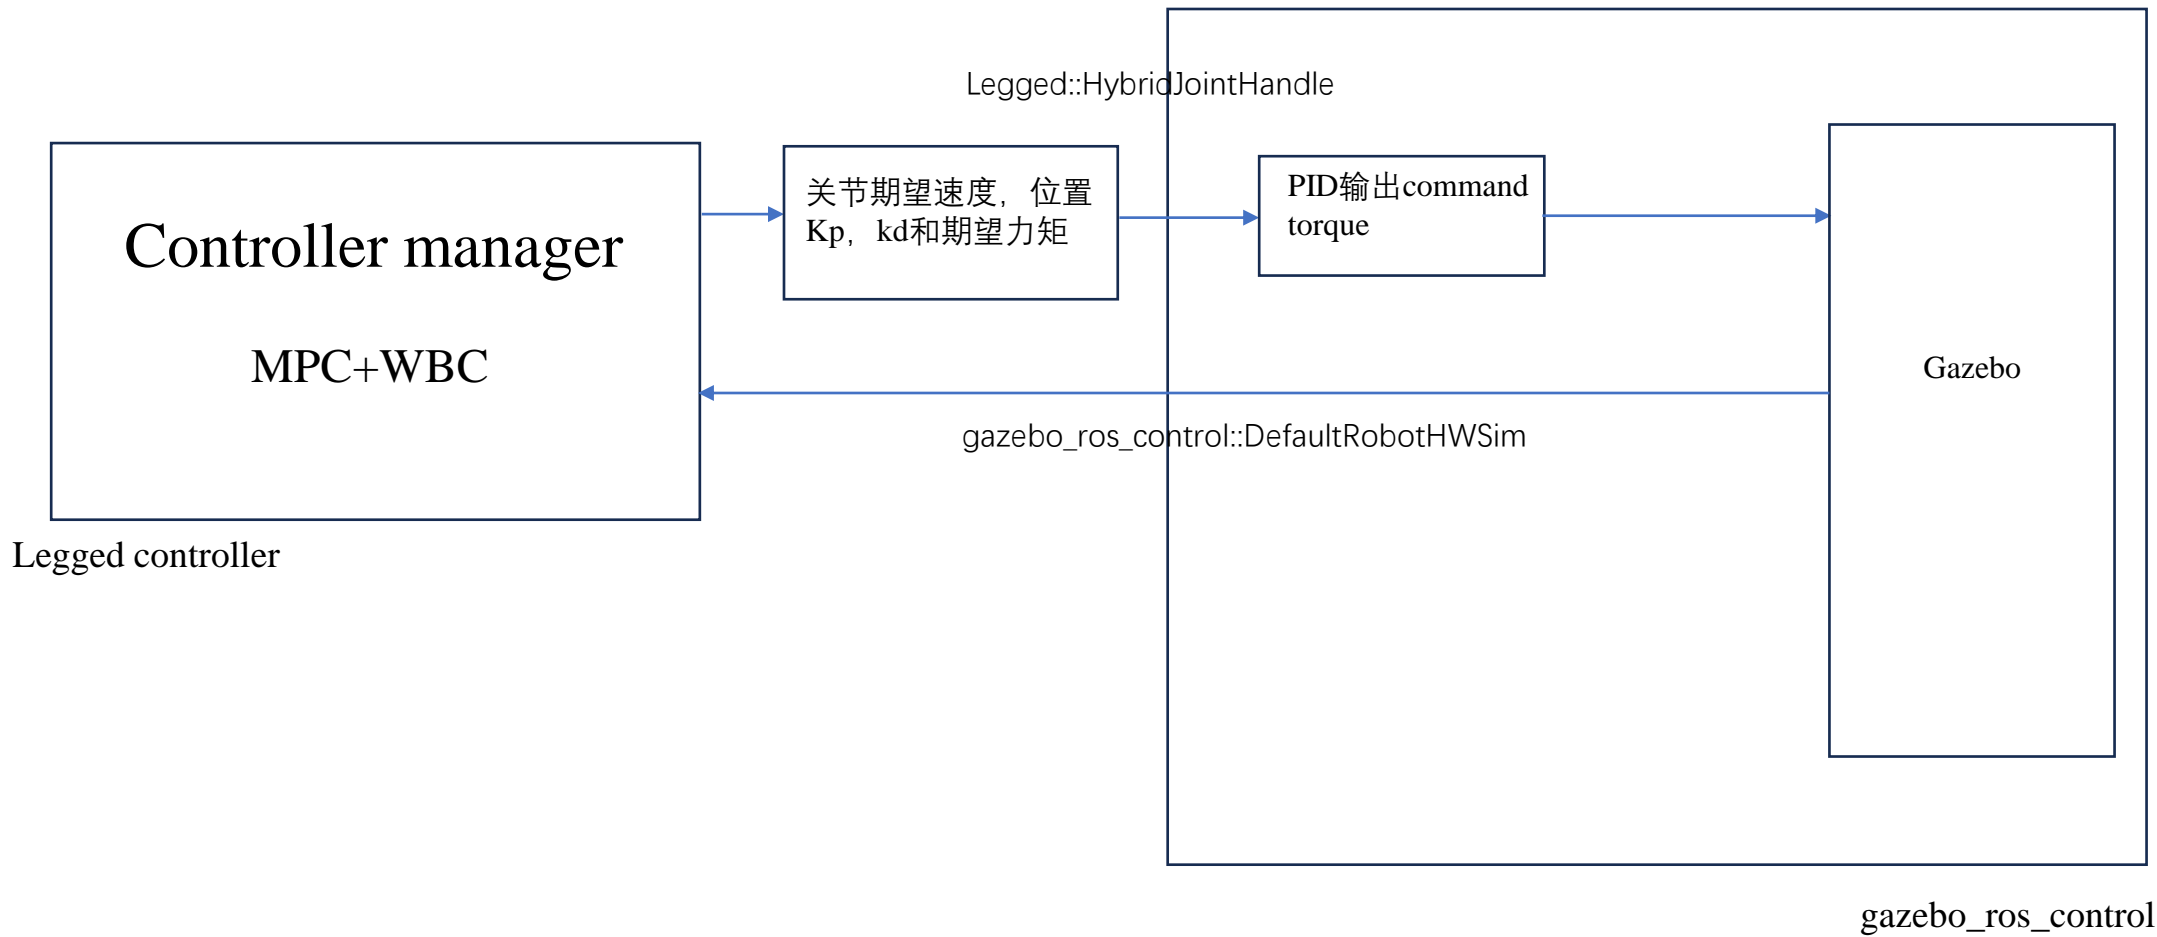 Legged::HybridJointHandle
Controller manager
MPC+WBC
关节期望速度，位置
Kp，kd和期望力矩
PID输出command
torque
Gazebo
gazebo_ros_control::DefaultRobotHWSim
Legged controller
gazebo_ros_control